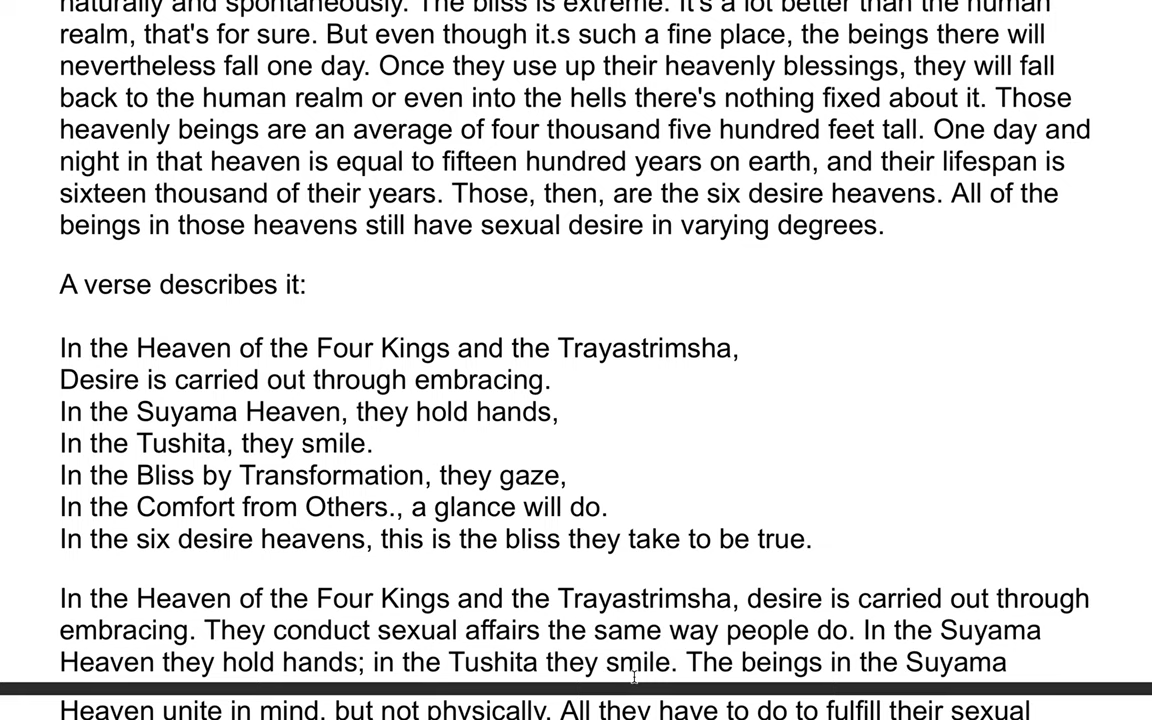 naturally and spontaneously. The bliss is extreme. It's a lot better than the human
realm, that's for sure. But even though it.s such a fine place, the beings there will
nevertheless fall one day. Once they use up their heavenly blessings, they will fall
back to the human realm or even into the hells there's nothing fixed about it. Those
heavenly beings are an average of four thousand five hundred feet tall. One day and
night in that heaven is equal to fifteen hundred years on earth, and their lifespan is
sixteen thousand of their years. Those, then, are the six desire heavens. All of the
beings in those heavens still have sexual desire in varying degrees.
A verse describes it:
In the Heaven of the Four Kings and the Trayastrimsha,
Desire is carried out through embracing.
In the Suyama Heaven, they hold hands,
In the Tushita, they smile.
In the Bliss by Transformation, they gaze,
In the Comfort from Others., a glance will do.
In the six desire heavens, this is the bliss they take to be true.
In the Heaven of the Four Kings and the Trayastrimsha, desire is carried out through
embracing. They conduct sexual affairs the same way people do. In the Suyama
Heaven they hold hands; in the Tushita they smile. The beings in the Suyama
Heaven unite in mind, but not physically. All they have to do to fulfill their sexual